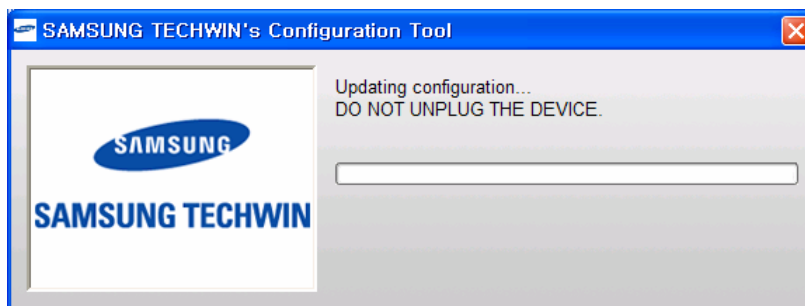 SAMSUNG TECHWIN's Configuration Tool
Updating configuration...
DO NOT UNPLUG THE DEVICE.
SAMSUNG
SAMSUNG TECHWIN